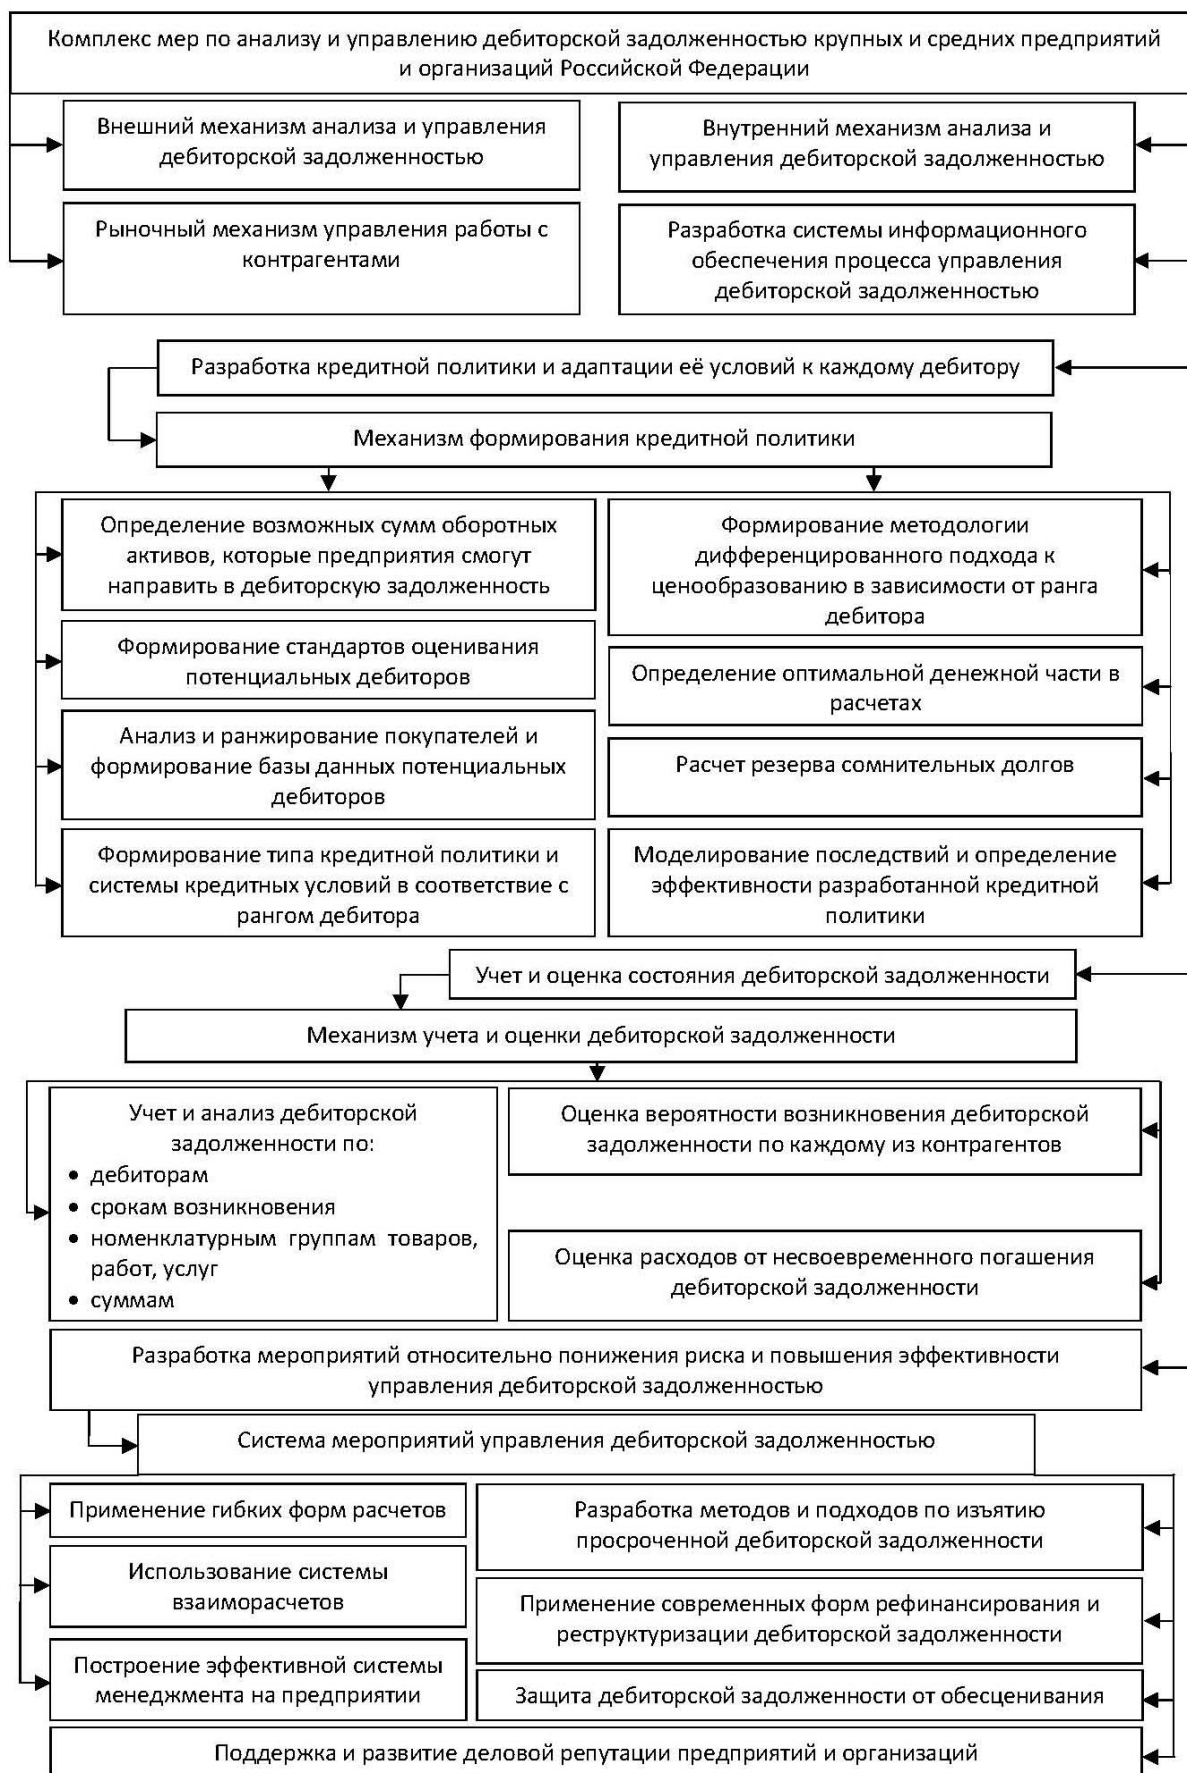 Комплекс мер по анализу и управлению дебиторской задолженностью крупных и средних предприятий
и организаций Российской Федерации
Внешний механизм анализа и управления
дебиторской задолженностью
Внутренний механизм анализа и
управления дебиторской задолженностью
Рыночный механизм управления работы с
контрагентами
Разработка системы информационного
обеспечения процесса управления
дебиторской задолженностью
Разработка кредитной политики и адаптации её условий к каждому дебитору
Механизм формирования кредитной политики
Определение возможных сумм оборотных
активов, которые предприятия смогут
направить в дебиторскую задолженность
Формирование стандартов оценивания
потенциальных дебиторов
Анализ и ранжирование покупателей и
формирование базы данных потенциальных
дебиторов
Формирование типа кредитной политики и
системы кредитных условий в соответствие с
рангом дебитора
Формирование методологии
дифференцированного подхода к
ценообразованию в зависимости от ранга
дебитора
Определение оптимальной денежной части в
расчетах
Расчет резерва сомнительных долгов
Моделирование последствий и определение
эффективности разработанной кредитной
политики
Учет и оценка состояния дебиторской задолженности
Механизм учета и оценки дебиторской задолженности
Учет и анализ дебиторской
задолженности по:
• дебиторам
• срокам возникновения
• номенклатурным группам товаров,
работ, услуг
• суммам
Оценка вероятности возникновения дебиторской
задолженности по каждому из контрагентов
Оценка расходов от несвоевременного погашения
дебиторской задолженности
Разработка мероприятий относительно понижения риска и повышения эффективности
управления дебиторской задолженностью
Система мероприятий управления дебиторской задолженностью
Применение гибких форм расчетов
Использование системы
взаиморасчетов
Построение эффективной системы
менеджмента на предприятии
Разработка методов и подходов по изъятию
просроченной дебиторской задолженности
Применение современных форм рефинансирования и
реструктуризации дебиторской задолженности
Защита дебиторской задолженности от обесценивания
Поддержка и развитие деловой репутации предприятий и организаций